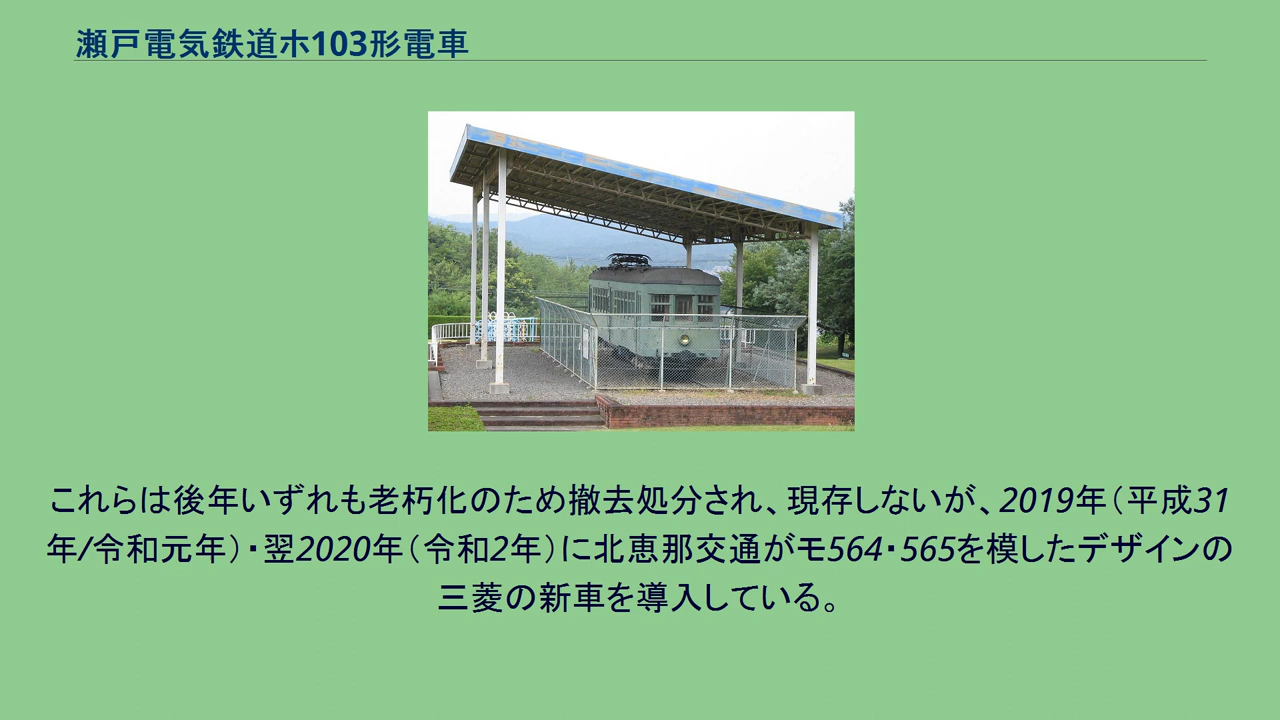 瀬戸電気鉄道ホ103形電車
これらは後年いずれも老朽化のため撤去処分され、現存しないが、2019年（平成31
年/令和元年）・翌2020年（令和2年）に北恵那交通がモ564・565を模したデザインの
三菱の新車を導入している。